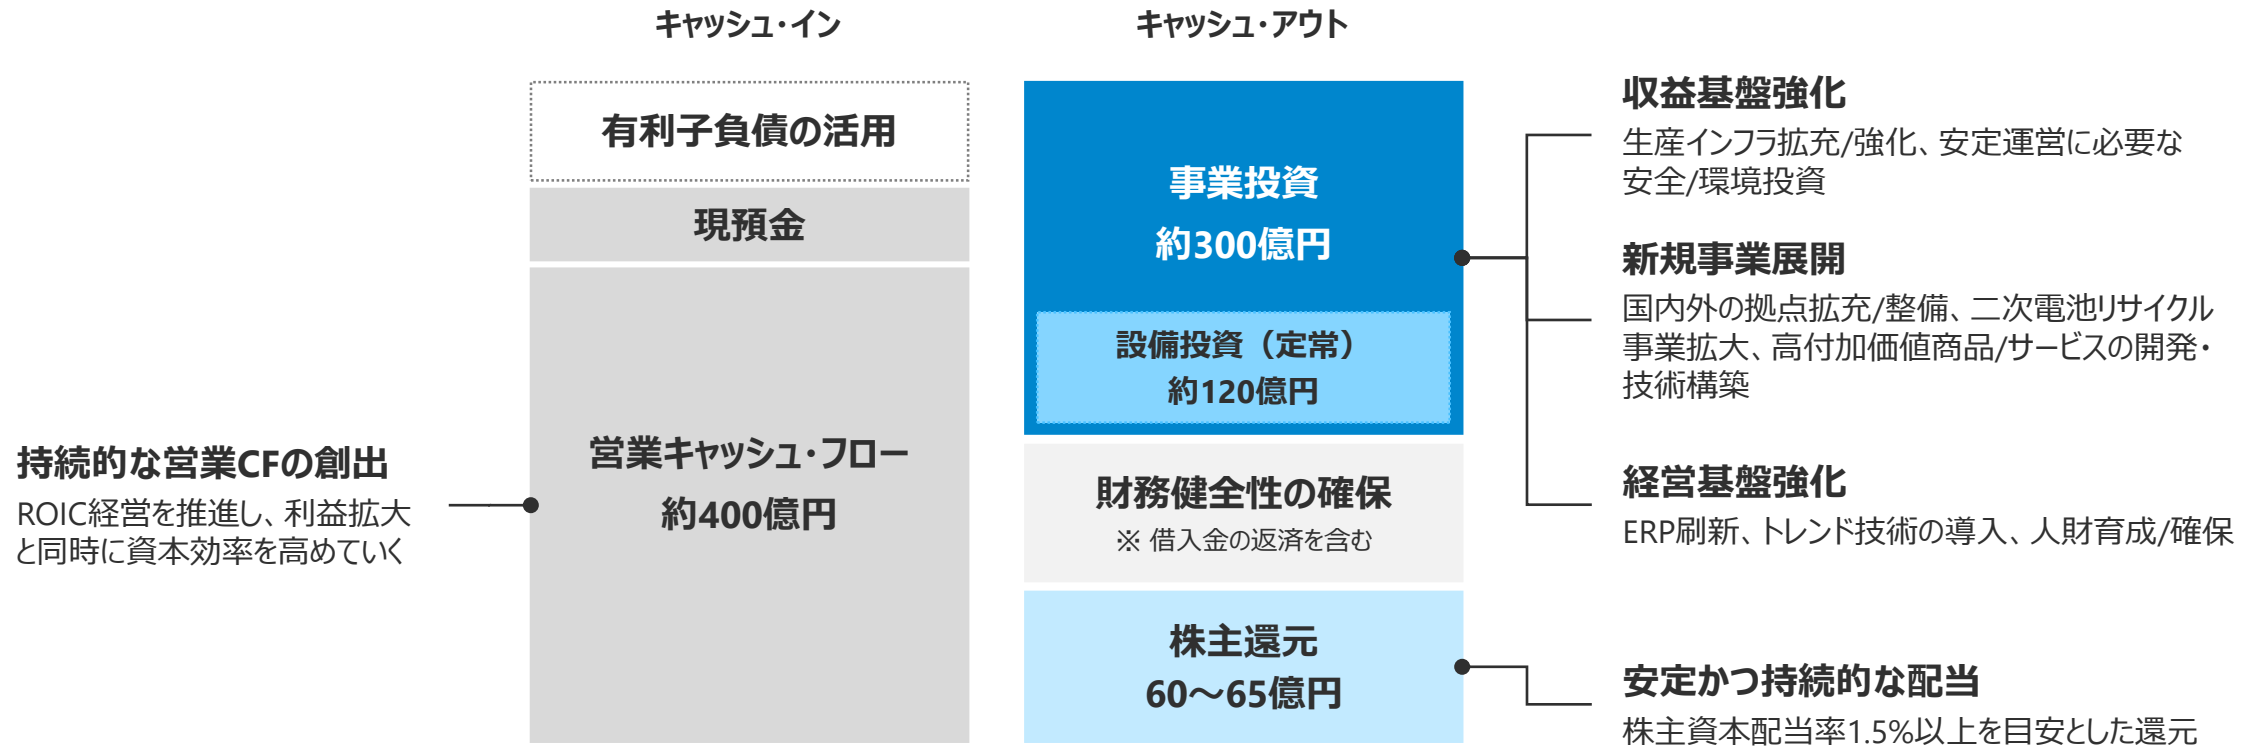 キャッシュ・イン
キャッシュ・アウト
有利子負債の活用
現預金
営業キャッシュ・フロー
約400億円
持続的な営業CFの創出
ROIC経営を推進し、利益拡大
と同時に資本効率を高めていく
事業投資
約300億円
設備投資（定常）
約120億円
財務健全性の確保
※ 借入金の返済を含む
株主還元
60～65億円
収益基盤強化
生産インフラ拡充/強化、安定運営に必要な
安全/環境投資
新規事業展開
国内外の拠点拡充/整備、二次電池リサイクル
事業拡大、高付加価値商品/サービスの開発・
技術構築
経営基盤強化
ERP刷新、トレンド技術の導入、人財育成/確保
安定かつ持続的な配当
株主資本配当率1.5%以上を目安とした還元